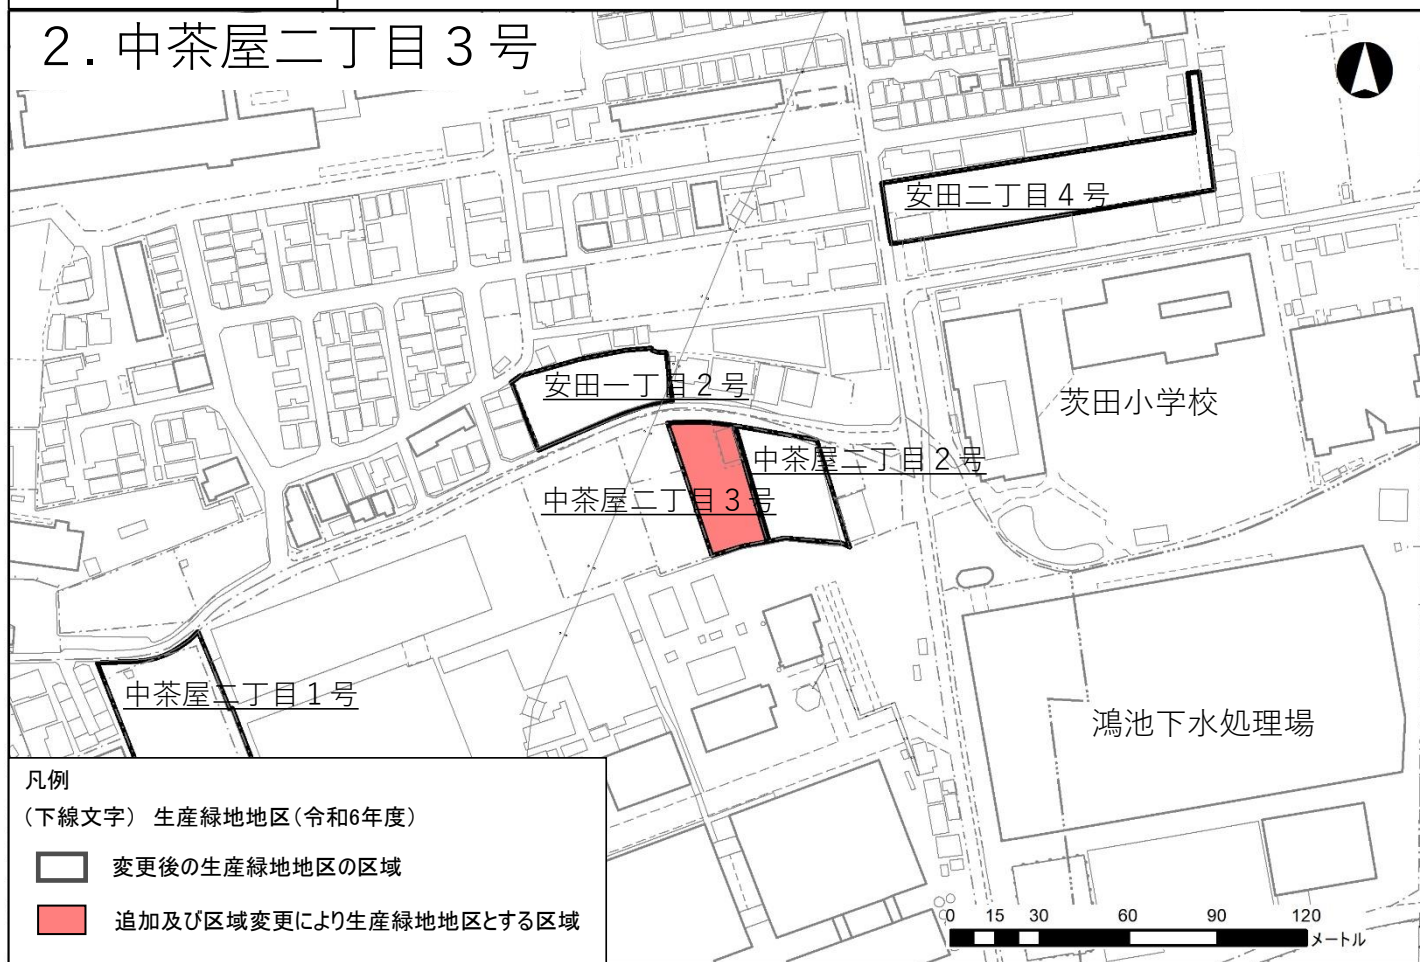 ２. 中茶屋二丁目３号
安田二丁目４号
安田一丁目２号
茨田小学校
中茶屋二丁目２号
中茶屋二丁目３号
中茶屋二丁目１号
鴻池下水処理場
凡例
（下線文字） 生産緑地地区（令和6年度）
変更後の生産緑地地区の区域
追加及び区域変更により生産緑地地区とする区域
0 15 30 60 90 120
メートル